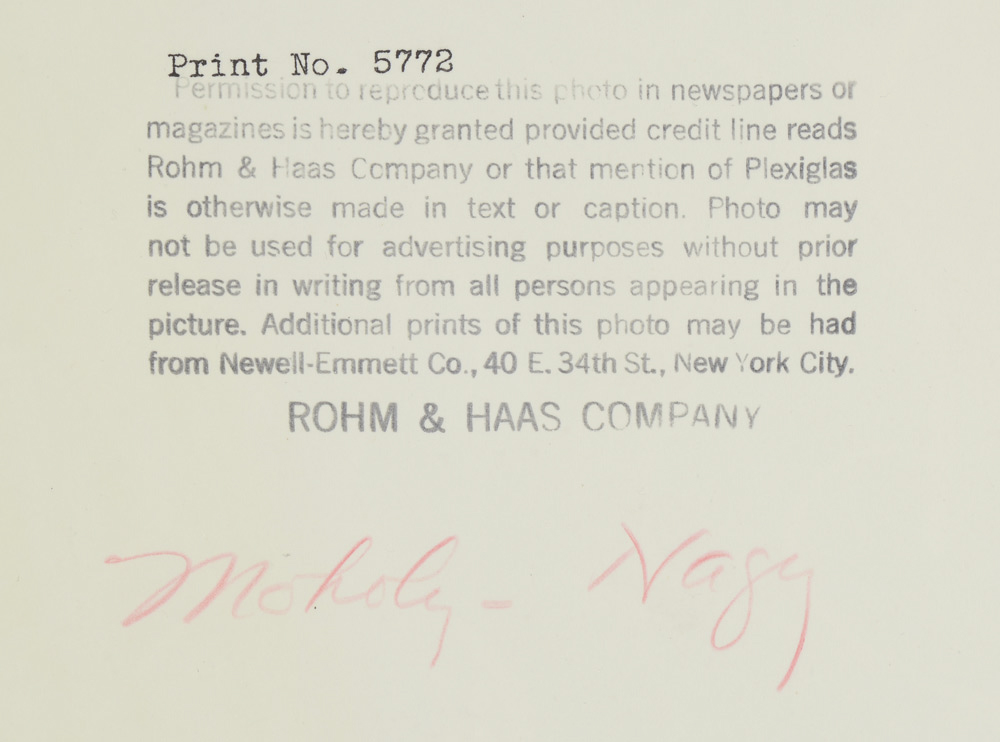 Print No. 5772
Permission to reproduce this photo in newspapers or
magazines is hereby granted provided credit line reads
Rohm & Haas Company or that mention of Plexiglas
is otherwise made in text or caption. Photo may
not be used for advertising purposes without prior
release in writing from all persons appearing in the
picture. Additional prints of this photo may be had
from Newell-Emmett Co., 40 E. 34th St., New York City.
ROHM & HAAS COMPANY
Moholy - Nagy